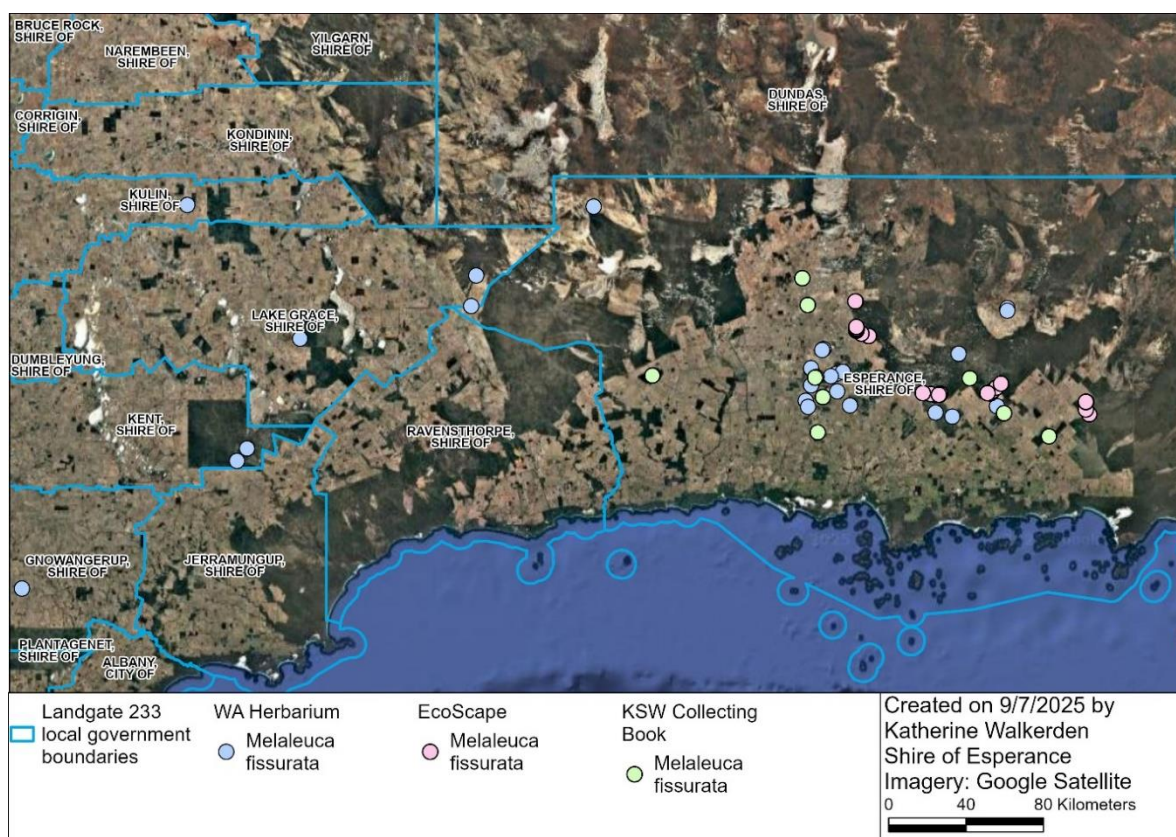 BRUCE ROCK,
SHIRE OF
NAREMBEEN,
SHIRE OF
YILGARN,
SHIRE OF
DUNDAS,
SHIRE OF
CORRIGIN,
SHIRE OF
KONDININ,
SHIRE OF
KULIN,
SHIRE OF
LAKE GRACE,
SHIRE OF
DUMBLEYUNG,
SHIRE OF
ESPERANCE,
SHIRE OF
KENT,
SHIRE OF
RAVENSTHORPE,
SHIRE OF
GNOWANGERUP,
SHIRE OF
JERRAMUNGUP,
SHIRE OF
PLANTAGENET,
SHIRE OF
ALBANY,
CITY OF
Landgate 233
local government
boundaries
WA Herbarium
Melaleuca
fissurata
EcoScape
Melaleuca
fissurata
KSW Collecting
Book
Melaleuca
fissurata
Created on 9/7/2025 by
Katherine Walkerden
Shire of Esperance
Imagery: Google Satellite
0 40 80 Kilometers